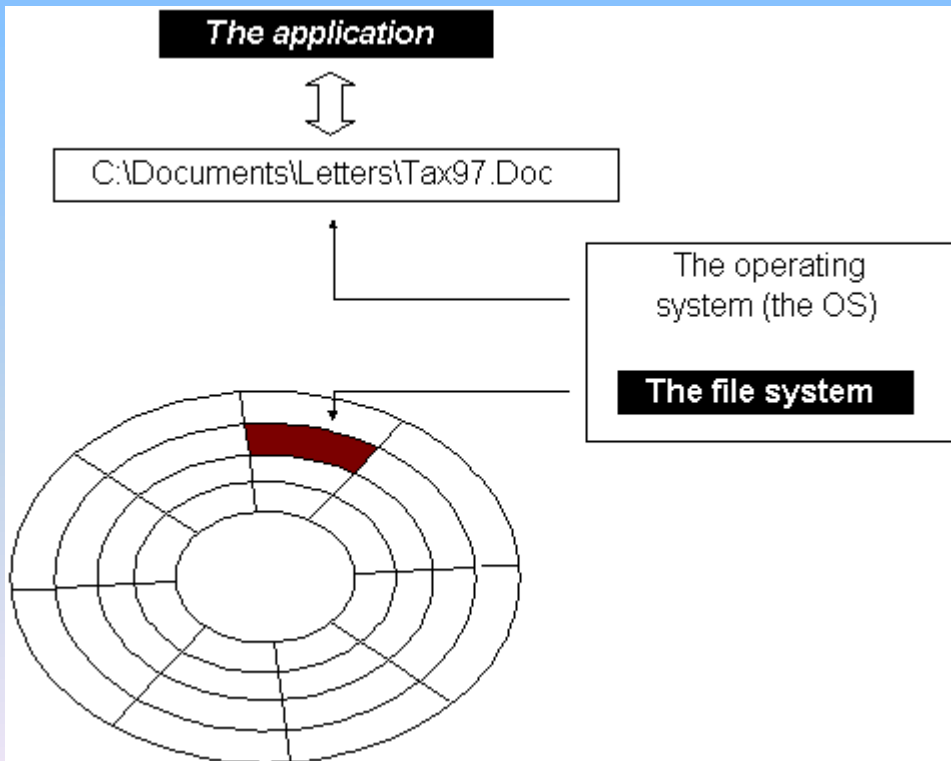 The application
C:\Documents\Letters\Tax97.Doc
The operating
system (the OS)
The file system